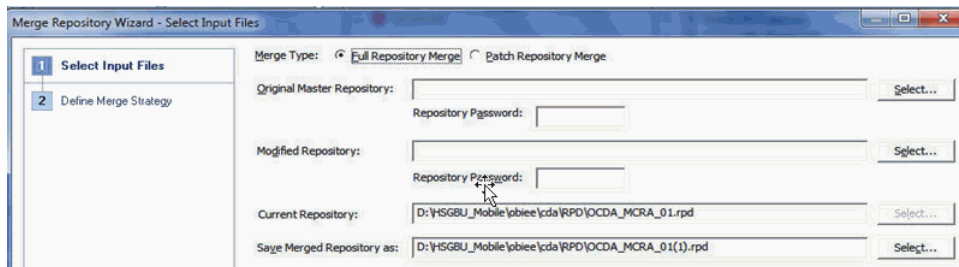 Merge Repository Wizard - Select Input Files
1 Select Input Files
2 Define Merge Strategy
Merge Type: Full Repository Merge Patch Repository Merge
Original Master Repository: Select...
Repository Password:
Modified Repository: Select...
Repository Password:
Current Repository: D:\HSGBU_Mobile\obiee\cda\RPD\OCDA_MCRA_01.rpd Select...
Save Merged Repository as: D:\HSGBU_Mobile\obiee\cda\RPD\OCDA_MCRA_01(1).rpd Select...